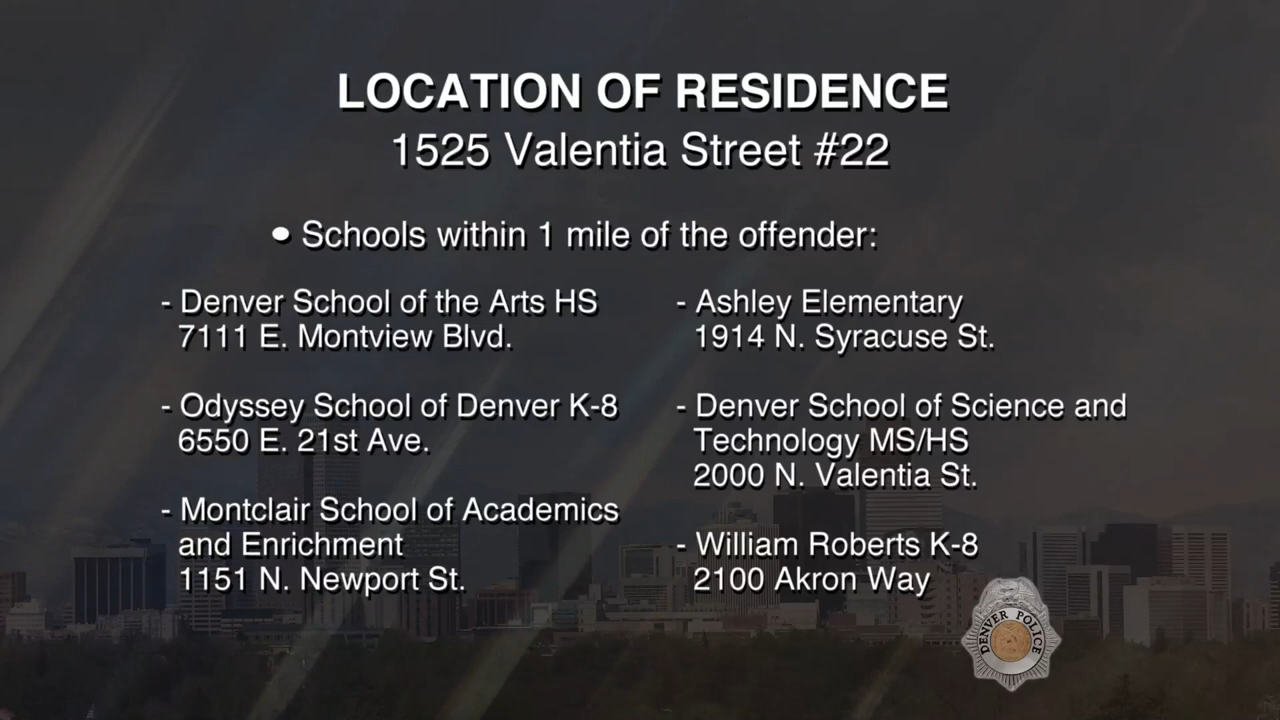 LOCATION OF RESIDENCE
1525 Valentia Street #22
• Schools within 1 mile of the offender:
- Denver School of the Arts HS
7111 E. Montview Blvd.
- Odyssey School of Denver K-8
6550 E. 21st Ave.
- Montclair School of Academics
and Enrichment
1151 N. Newport St.
- Ashley Elementary
1914 N. Syracuse St.
- Denver School of Science and
Technology MS/HS
2000 N. Valentia St.
- William Roberts K-8
2100 Akron Way
DENVER POLICE